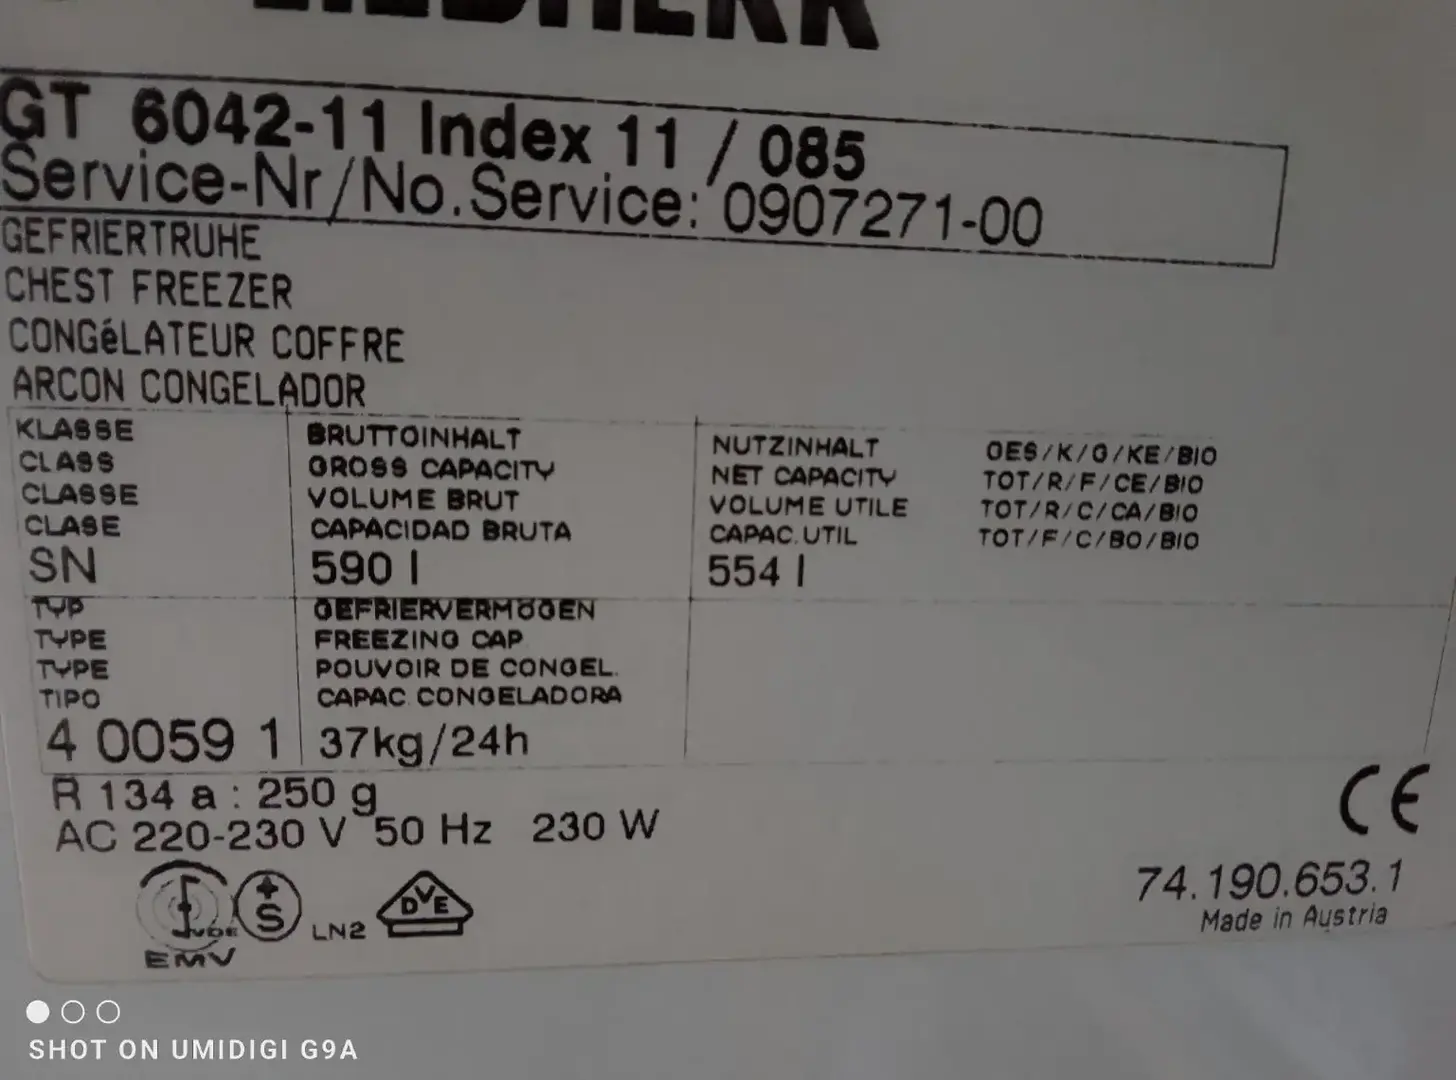 LIEBHERR
GT 6042-11 Index 11 / 085
Service-Nr/No.Service: 0907271-00
GEFRIERTRUHE
CHEST FREEZER
CONGéLATEUR COFFRE
ARCON CONGELADOR
KLASSE BRUTTOINHALT NUTZINHALT GES/K/G/KE/BIO
CLASS GROSS CAPACITY NET CAPACITY TOT/R/F/CE/BIO
CLASSE VOLUME BRUT VOLUME UTILE TOT/R/C/CA/BIO
CLASE CAPACIDAD BRUTA CAPAC.UTIL TOT/F/C/BO/BIO
SN 590 l 554 l
TYP GEFRIERVERMÖGEN
TYPE FREEZING CAP
TYPE POUVOIR DE CONGEL.
TIPO CAPAC.CONGELADORA
4 0059 1 37kg/24h
R 134 a : 250 g
AC 220-230 V 50 Hz 230 W
CE
VDE S LN2 DVE
EMV
74.190.653.1
Made in Austria
SHOT ON UMIDIGI G9A